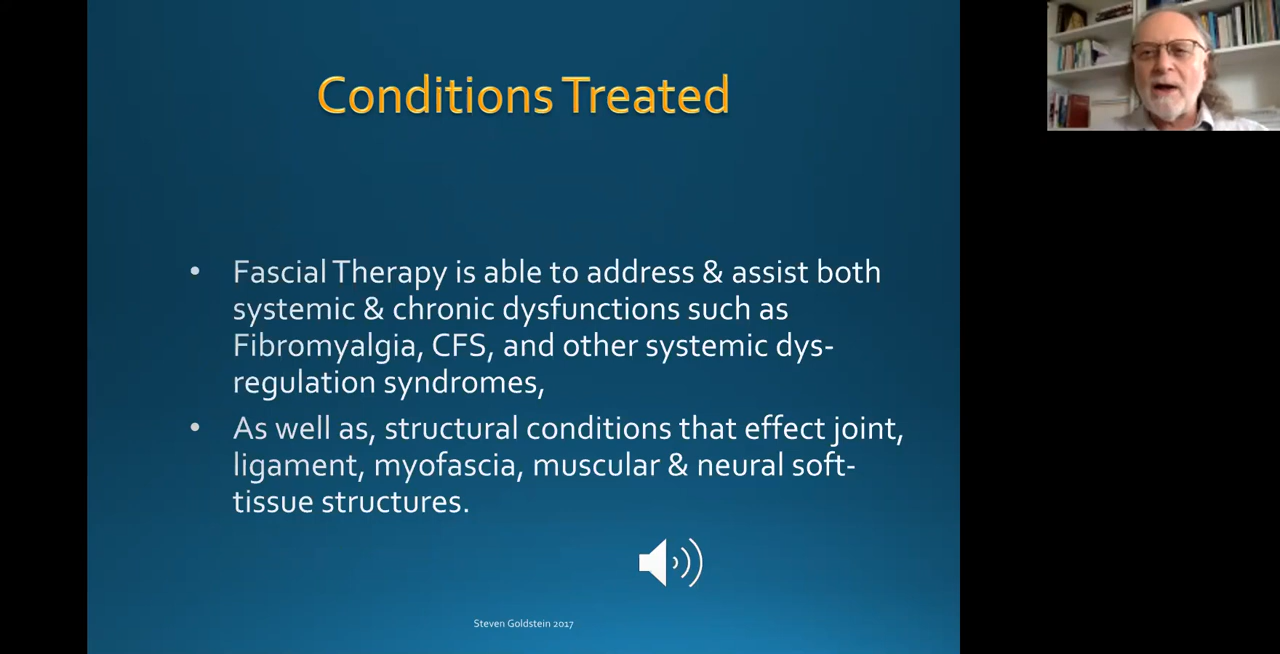 Conditions Treated
• Fascial Therapy is able to address & assist both
systemic & chronic dysfunctions such as
Fibromyalgia, CFS, and other systemic dys-
regulation syndromes,
• As well as, structural conditions that effect joint,
ligament, myofascia, muscular & neural soft-
tissue structures.
Steven Goldstein 2017